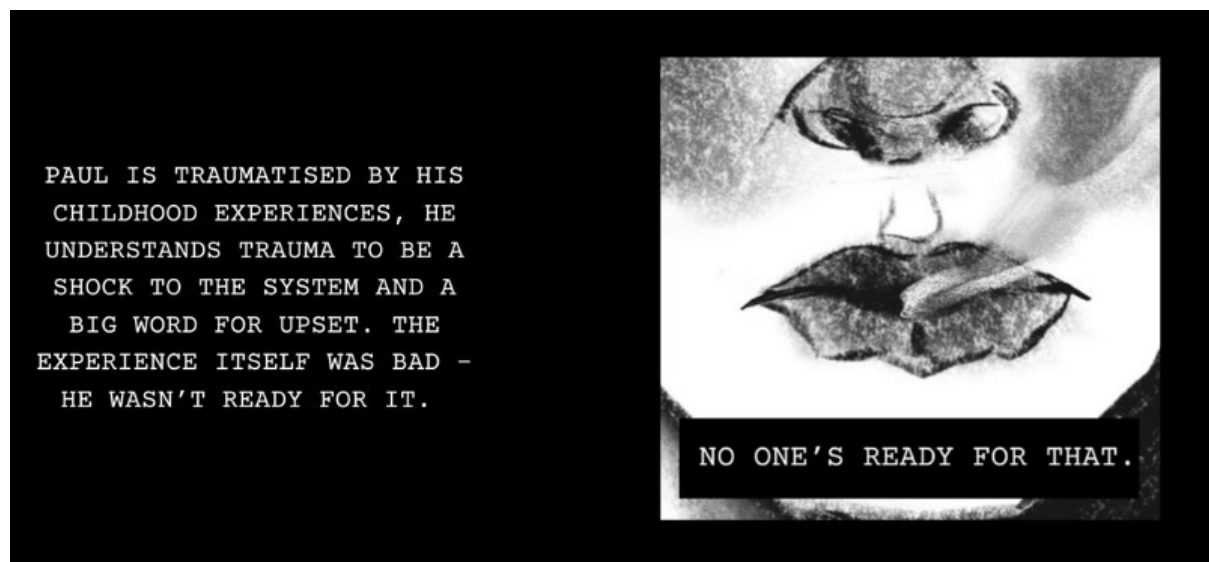 PAUL IS TRAUMATISED BY HIS
CHILDHOOD EXPERIENCES, HE
UNDERSTANDS TRAUMA TO BE A
SHOCK TO THE SYSTEM AND A
BIG WORD FOR UPSET. THE
EXPERIENCE ITSELF WAS BAD –
HE WASN’T READY FOR IT.
NO ONE’S READY FOR THAT.